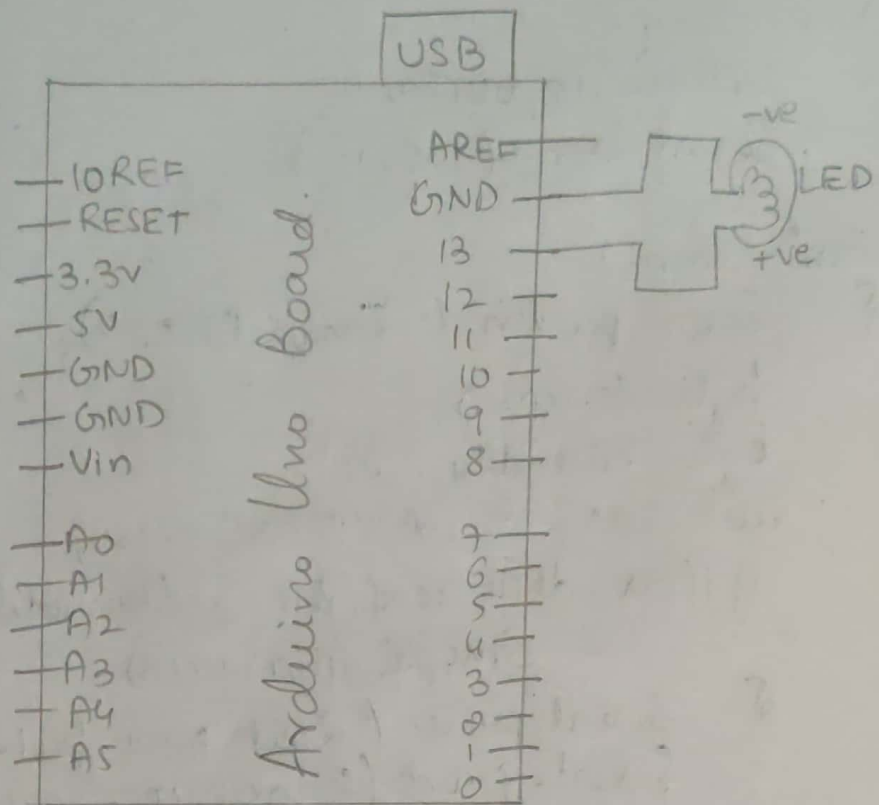 USB
IOREF
RESET
3.3V
5V
GND
GND
Vin
A0
A1
A2
A3
A4
A5
Arduino Uno Board.
AREF
GND
13
12
11
10
9
8
7
6
5
4
3
2
1
0
-ve
LED
+ve